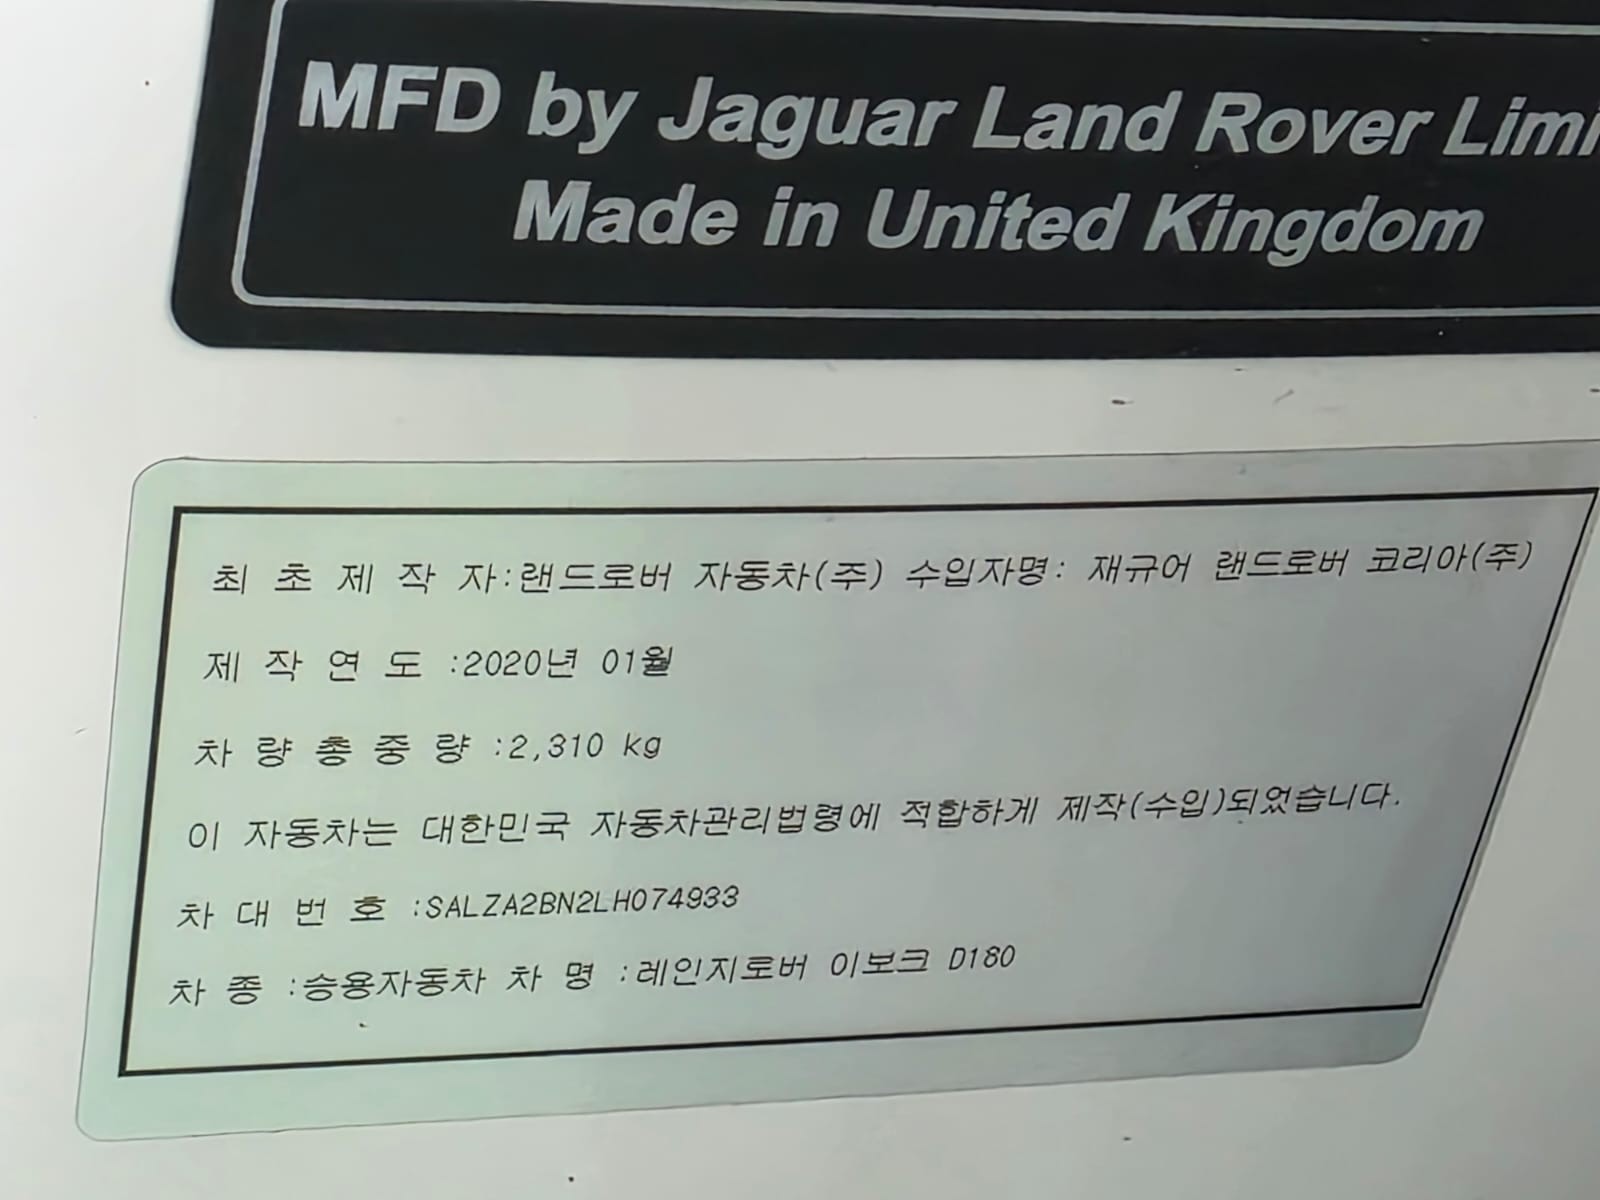 MFD by Jaguar Land Rover
Made in United Kingdom
최 초 제 작 자:랜드로버 자동차(주) 수입자명: 재규어 랜드로버 코리아(주)
제 작 연 도 :2020년 01월
차 량 총 중 량 :2,310 kg
이 자동차는 대한민국 자동차관리법령에 적합하게 제작(수입)되었습니다.
차 대 번 호 :SALZA2BN2LH074933
차 종 :승용자동차 차 명 :레인지로버 이보크 D180